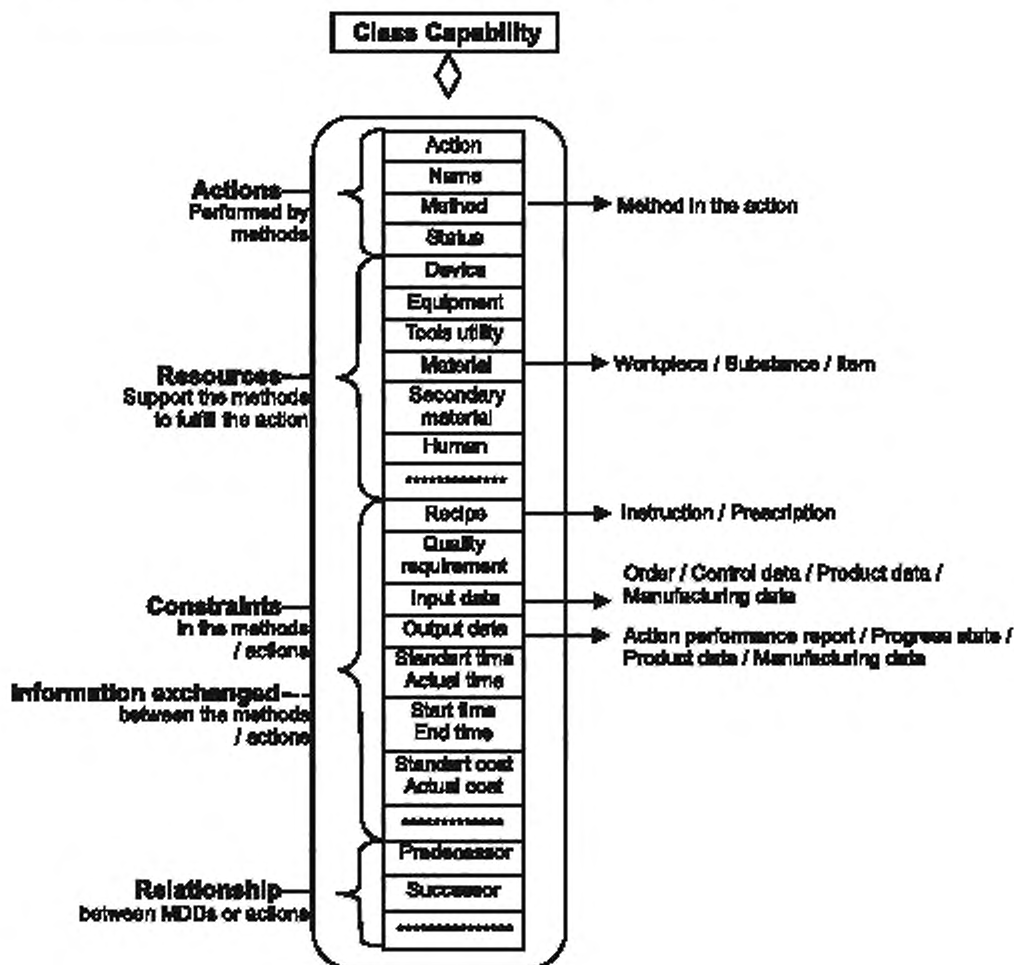 Class Capability
Actions
Performed by
methods
Action
Name
Method
Status
Method in the action
Resources
Support the methods
to fulfill the action
Device
Equipment
Tools utility
Material
Secondary
material
Human
*************
Workpiece / Substance / Item
Constraints
in the methods
/ actions
Information exchanged
between the methods
/ actions
Recipe
Quality
requirement
Input data
Output data
Standart time
Actual time
Start time
End time
Standart cost
Actual cost
*************
Instruction / Prescription
Order / Control data / Product data /
Manufacturing data
Action performance report / Progress state /
Product data / Manufacturing data
Relationship
between MDDs or actions
Predecessor
Successor
***************